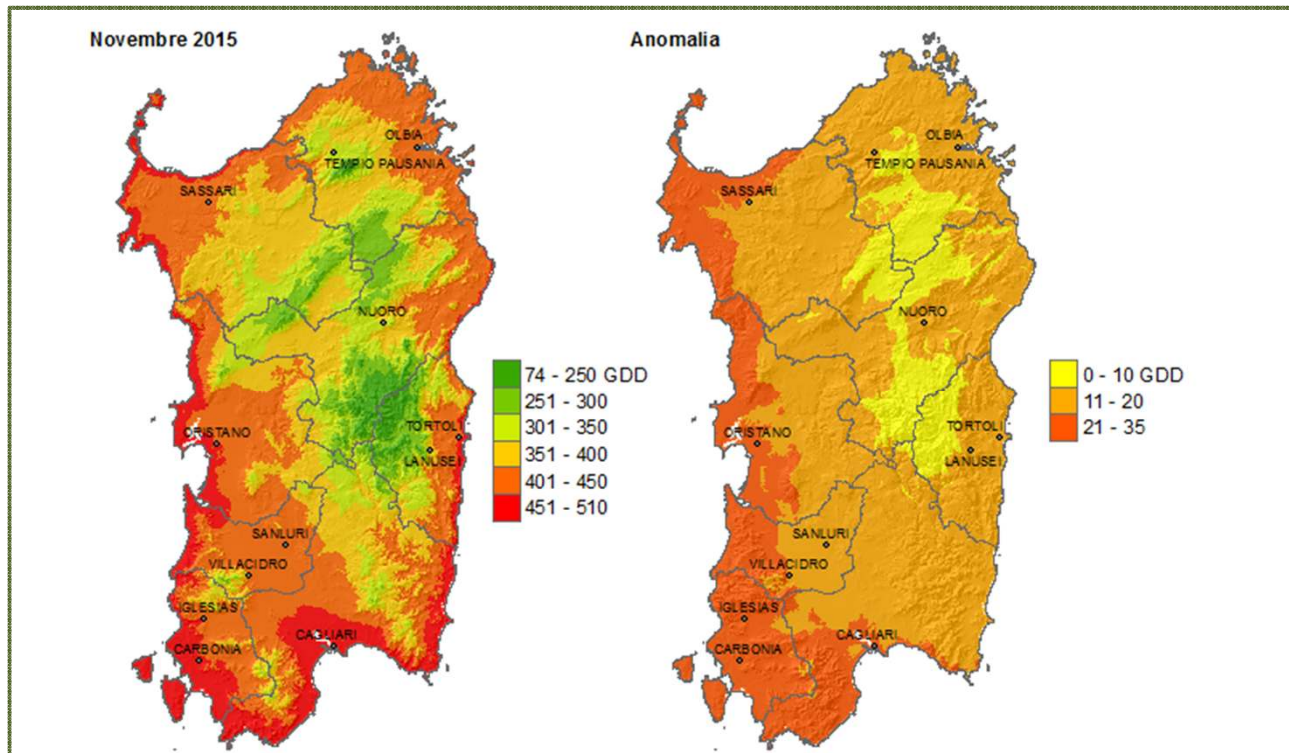 Novembre 2015
OLBIA
TEMPIO PAUSANIA
SASSARI
NUORO
TORTOLI
ORISTANO
LANUSEI
SANLURI
VILLACIDRO
IGLESIAS
CAGLIARI
CARBONIA
74 - 250 GDD
251 - 300
301 - 350
351 - 400
401 - 450
451 - 510
Anomalia
OLBIA
TEMPIO PAUSANIA
SASSARI
NUORO
TORTOLI
ORISTANO
LANUSEI
SANLURI
VILLACIDRO
IGLESIAS
CAGLIARI
CARBONIA
0 - 10 GDD
11 - 20
21 - 35